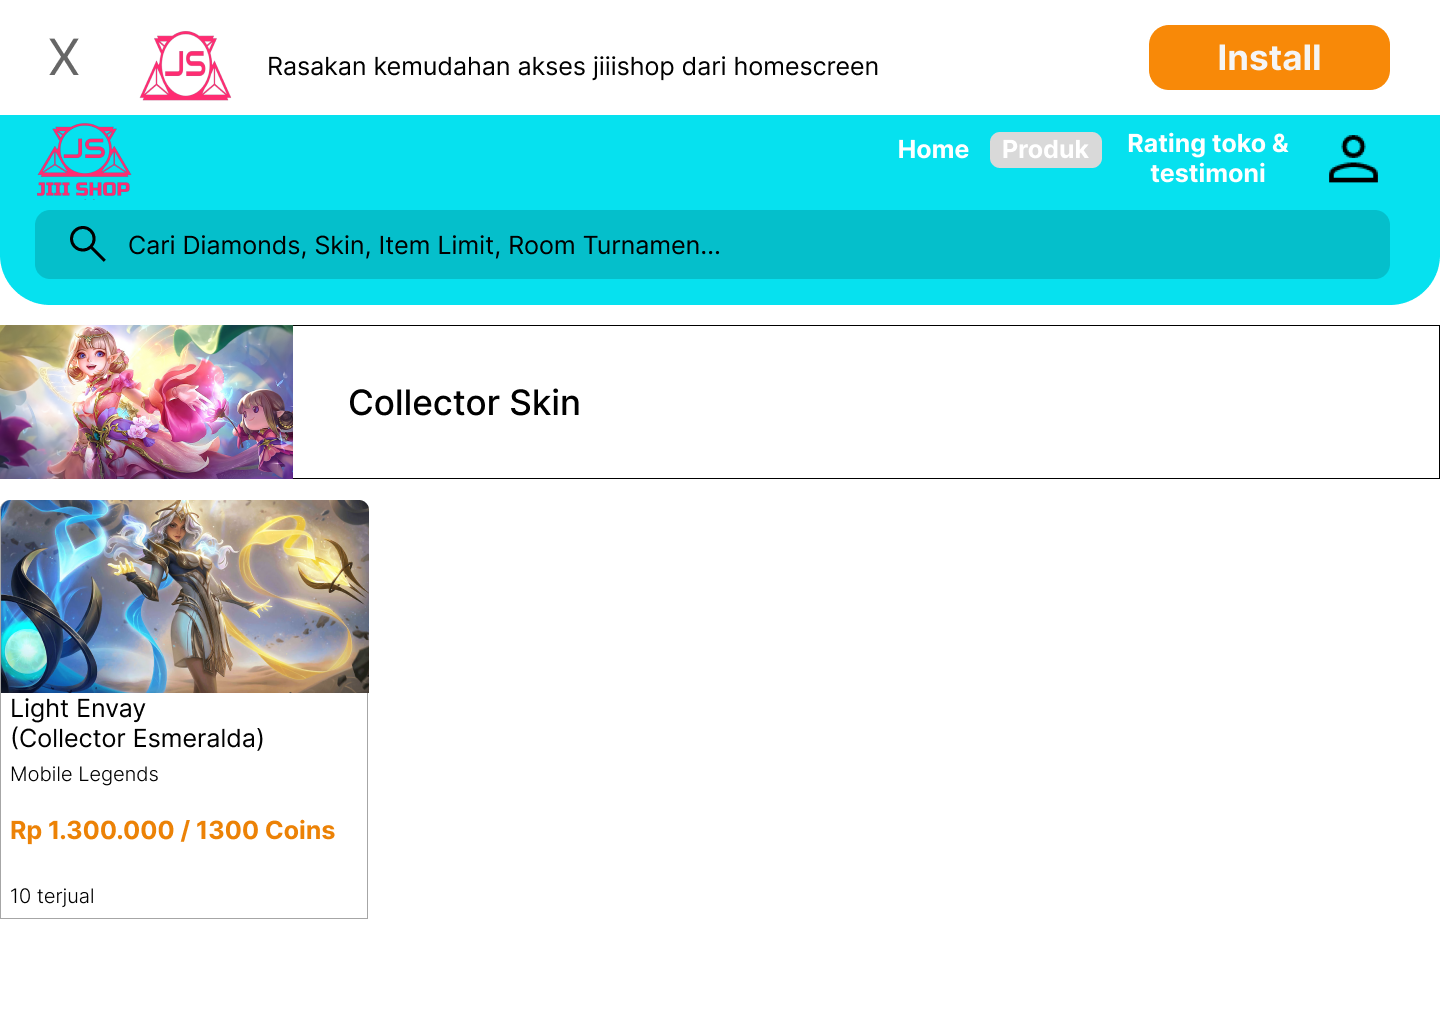 X
JS
Rasakan kemudahan akses jiiishop dari homescreen
Install
JS
JIII SHOP
Home
Produk
Rating toko &
testimoni
Cari Diamonds, Skin, Item Limit, Room Turnamen...
Collector Skin
Light Envay
(Collector Esmeralda)
Mobile Legends
Rp 1.300.000 / 1300 Coins
10 terjual